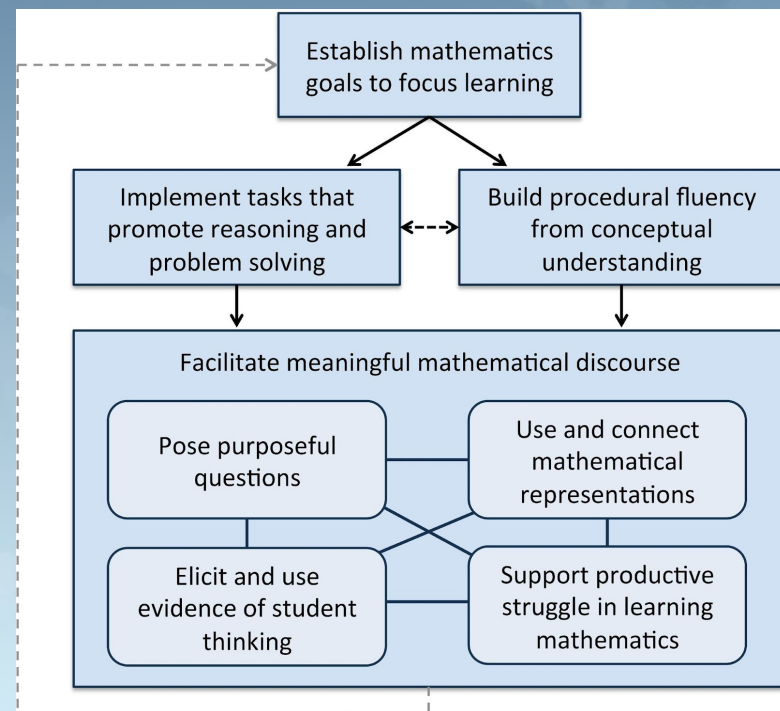 Establish mathematics
goals to focus learning
Implement tasks that
promote reasoning and
problem solving
Build procedural fluency
from conceptual
understanding
Facilitate meaningful mathematical discourse
Pose purposeful
questions
Use and connect
mathematical
representations
Elicit and use
evidence of student
thinking
Support productive
struggle in learning
mathematics